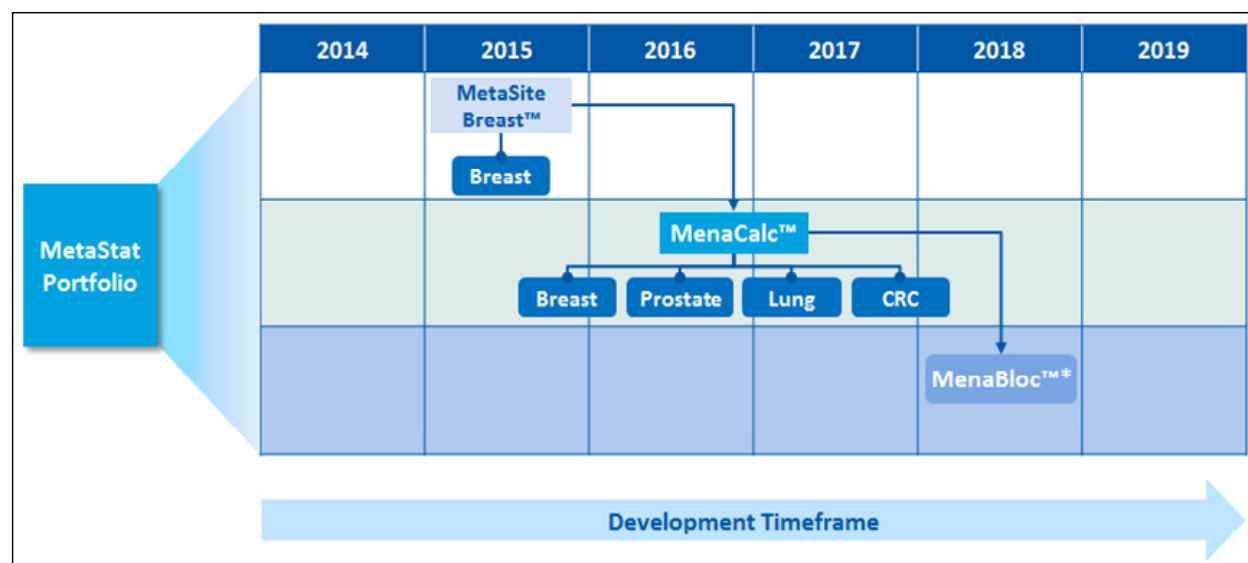 2014
2015
2016
2017
2018
2019
MetaSite
Breast™
Breast
MetaStat
Portfolio
MenaCalc™
Breast
Prostate
Lung
CRC
MenaBloc™*
Development Timeframe